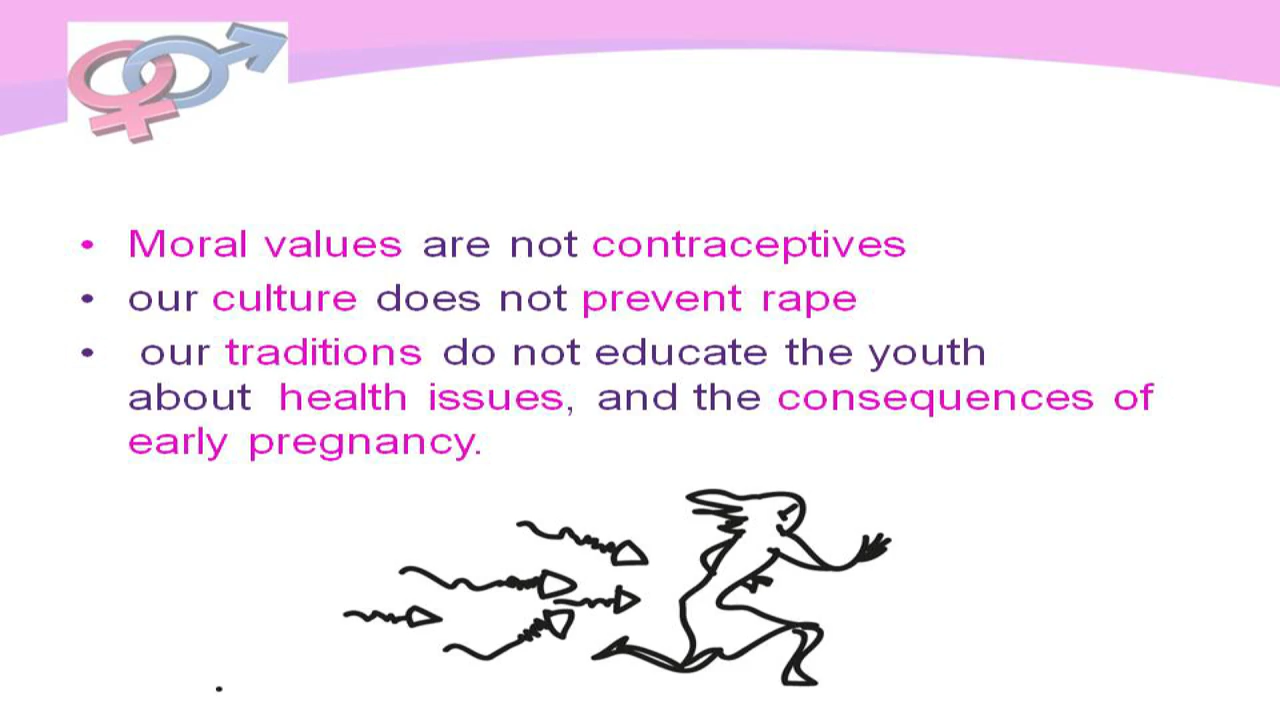 • Moral values are not contraceptives
• our culture does not prevent rape
• our traditions do not educate the youth
about health issues, and the consequences of
early pregnancy.